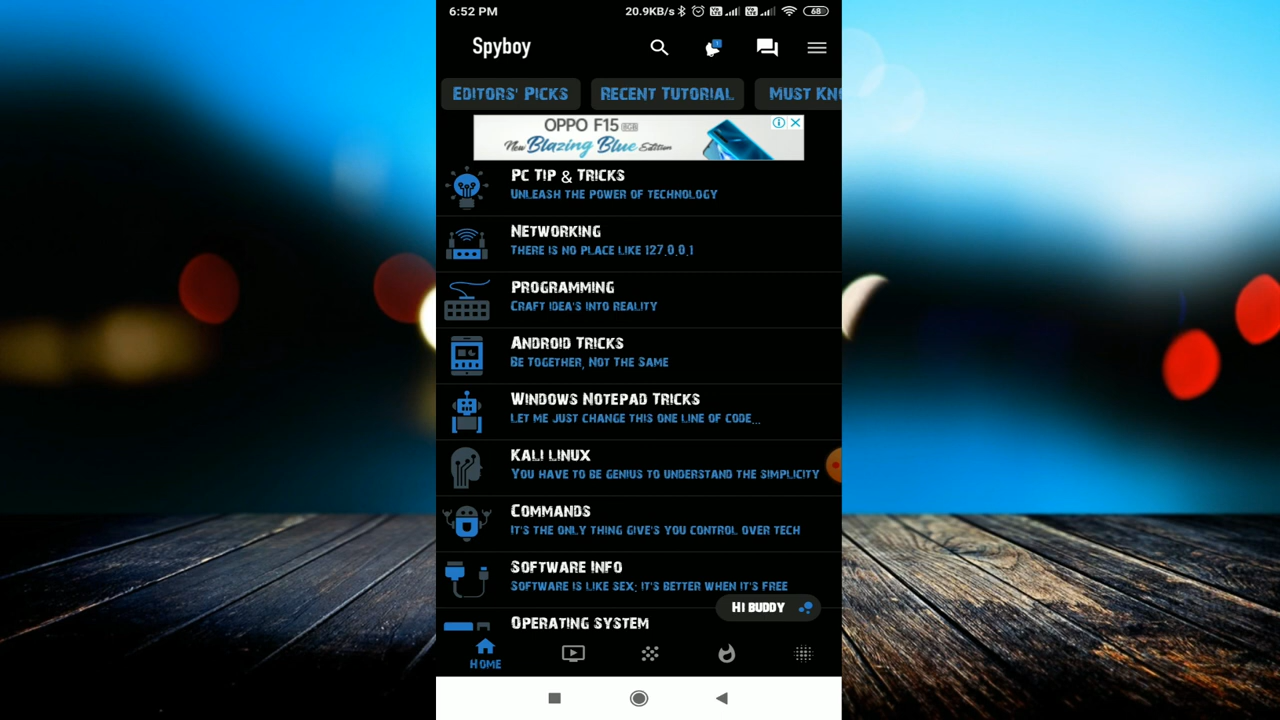 6:52 PM
20.9KB/s
68
Spyboy
EDITORS' PICKS
RECENT TUTORIAL
MUST KN
OPPO F15 8GB
New Blazing Blue Edition
PC TIP & TRICKS
UNLEASH THE POWER OF TECHNOLOGY
NETWORKING
THERE IS NO PLACE LIKE 127.0.0.1
PROGRAMMING
CRAFT IDEA'S INTO REALITY
ANDROID TRICKS
BE TOGETHER, NOT THE SAME
WINDOWS NOTEPAD TRICKS
LET ME JUST CHANGE THIS ONE LINE OF CODE...
KALI LINUX
YOU HAVE TO BE GENIUS TO UNDERSTAND THE SIMPLICITY
COMMANDS
IT'S THE ONLY THING GIVE'S YOU CONTROL OVER TECH
SOFTWARE INFO
SOFTWARE IS LIKE SEX: IT'S BETTER WHEN IT'S FREE
HI BUDDY
OPERATING SYSTEM
HOME